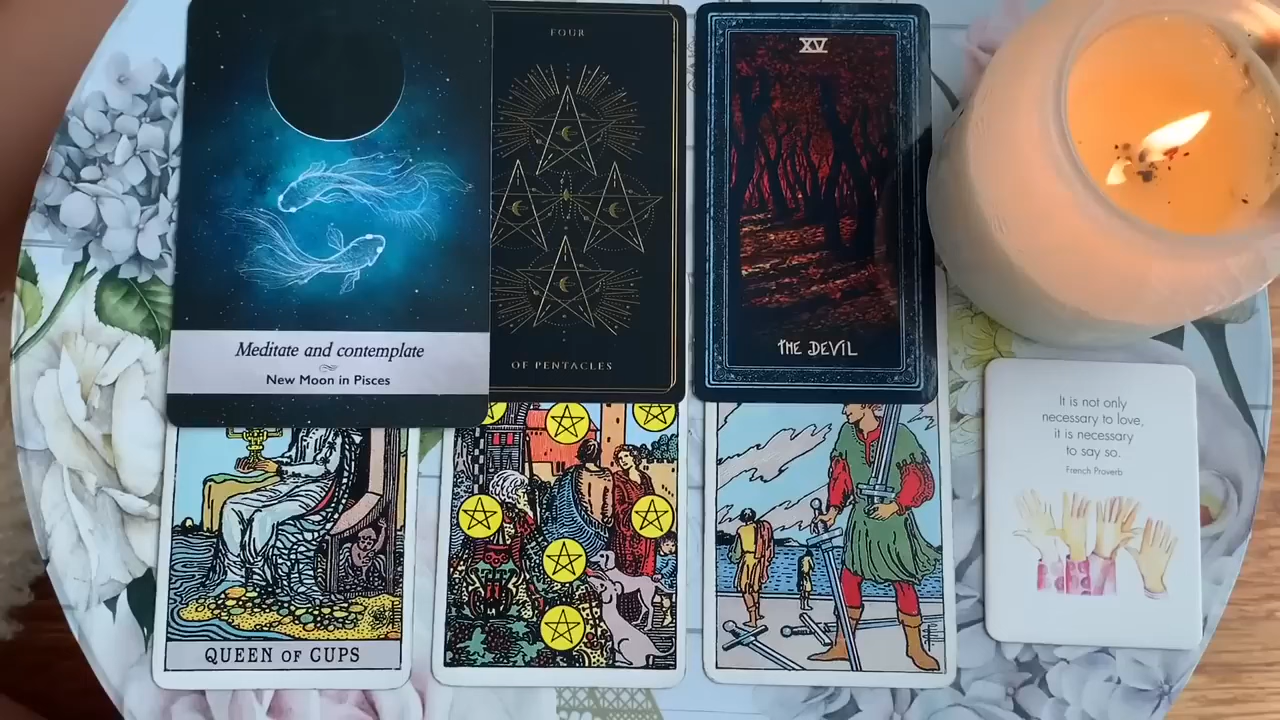 FOUR
OF PENTACLES
XV
THE DEVIL
Meditate and contemplate
New Moon in Pisces
QUEEN OF CUPS
It is not only
necessary to love,
it is necessary
to say so.
French Proverb